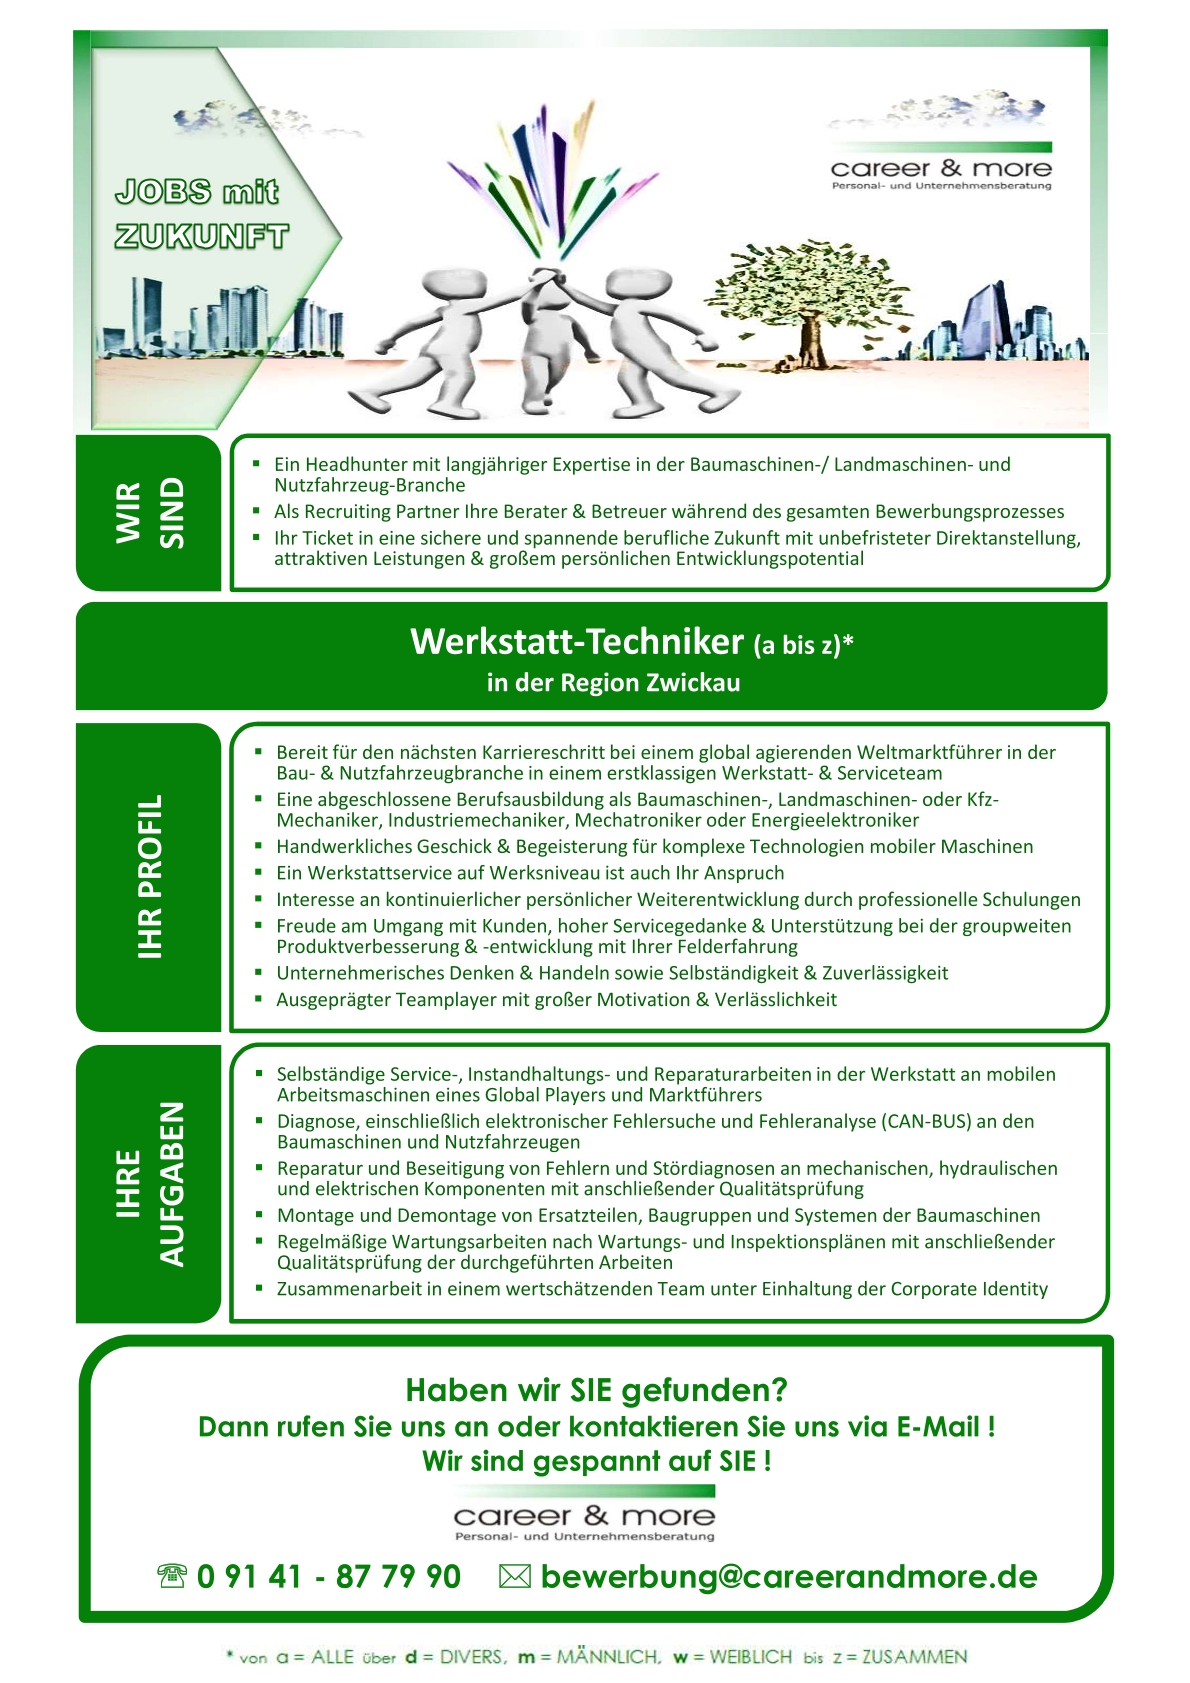 JOBS mit
ZUKUNFT
career & more
Personal- und Unternehmensberatung
WIR
SIND
▪ Ein Headhunter mit langjähriger Expertise in der Baumaschinen-/ Landmaschinen- und
Nutzfahrzeug-Branche
▪ Als Recruiting Partner Ihre Berater & Betreuer während des gesamten Bewerbungsprozesses
▪ Ihr Ticket in eine sichere und spannende berufliche Zukunft mit unbefristeter Direktanstellung,
attraktiven Leistungen & großem persönlichen Entwicklungspotential
Werkstatt-Techniker (a bis z)*
in der Region Zwickau
IHR PROFIL
▪ Bereit für den nächsten Karriereschritt bei einem global agierenden Weltmarktführer in der
Bau- & Nutzfahrzeugbranche in einem erstklassigen Werkstatt- & Serviceteam
▪ Eine abgeschlossene Berufsausbildung als Baumaschinen-, Landmaschinen- oder Kfz-
Mechaniker, Industriemechaniker, Mechatroniker oder Energieelektroniker
▪ Handwerkliches Geschick & Begeisterung für komplexe Technologien mobiler Maschinen
▪ Ein Werkstattservice auf Werksniveau ist auch Ihr Anspruch
▪ Interesse an kontinuierlicher persönlicher Weiterentwicklung durch professionelle Schulungen
▪ Freude am Umgang mit Kunden, hoher Servicegedanke & Unterstützung bei der groupweiten
Produktverbesserung & -entwicklung mit Ihrer Felderfahrung
▪ Unternehmerisches Denken & Handeln sowie Selbständigkeit & Zuverlässigkeit
▪ Ausgeprägter Teamplayer mit großer Motivation & Verlässlichkeit
IHRE
AUFGABEN
▪ Selbständige Service-, Instandhaltungs- und Reparaturarbeiten in der Werkstatt an mobilen
Arbeitsmaschinen eines Global Players und Marktführers
▪ Diagnose, einschließlich elektronischer Fehlersuche und Fehleranalyse (CAN-BUS) an den
Baumaschinen und Nutzfahrzeugen
▪ Reparatur und Beseitigung von Fehlern und Stördiagnosen an mechanischen, hydraulischen
und elektrischen Komponenten mit anschließender Qualitätsprüfung
▪ Montage und Demontage von Ersatzteilen, Baugruppen und Systemen der Baumaschinen
▪ Regelmäßige Wartungsarbeiten nach Wartungs- und Inspektionsplänen mit anschließender
Qualitätsprüfung der durchgeführten Arbeiten
▪ Zusammenarbeit in einem wertschätzenden Team unter Einhaltung der Corporate Identity
Haben wir SIE gefunden?
Dann rufen Sie uns an oder kontaktieren Sie uns via E-Mail !
Wir sind gespannt auf SIE !
career & more
Personal- und Unternehmensberatung
☏ 0 91 41 - 87 79 90 ✉ bewerbung@careerandmore.de
* von a = ALLE über d = DIVERS, m = MÄNNLICH, w = WEIBLICH bis z = ZUSAMMEN